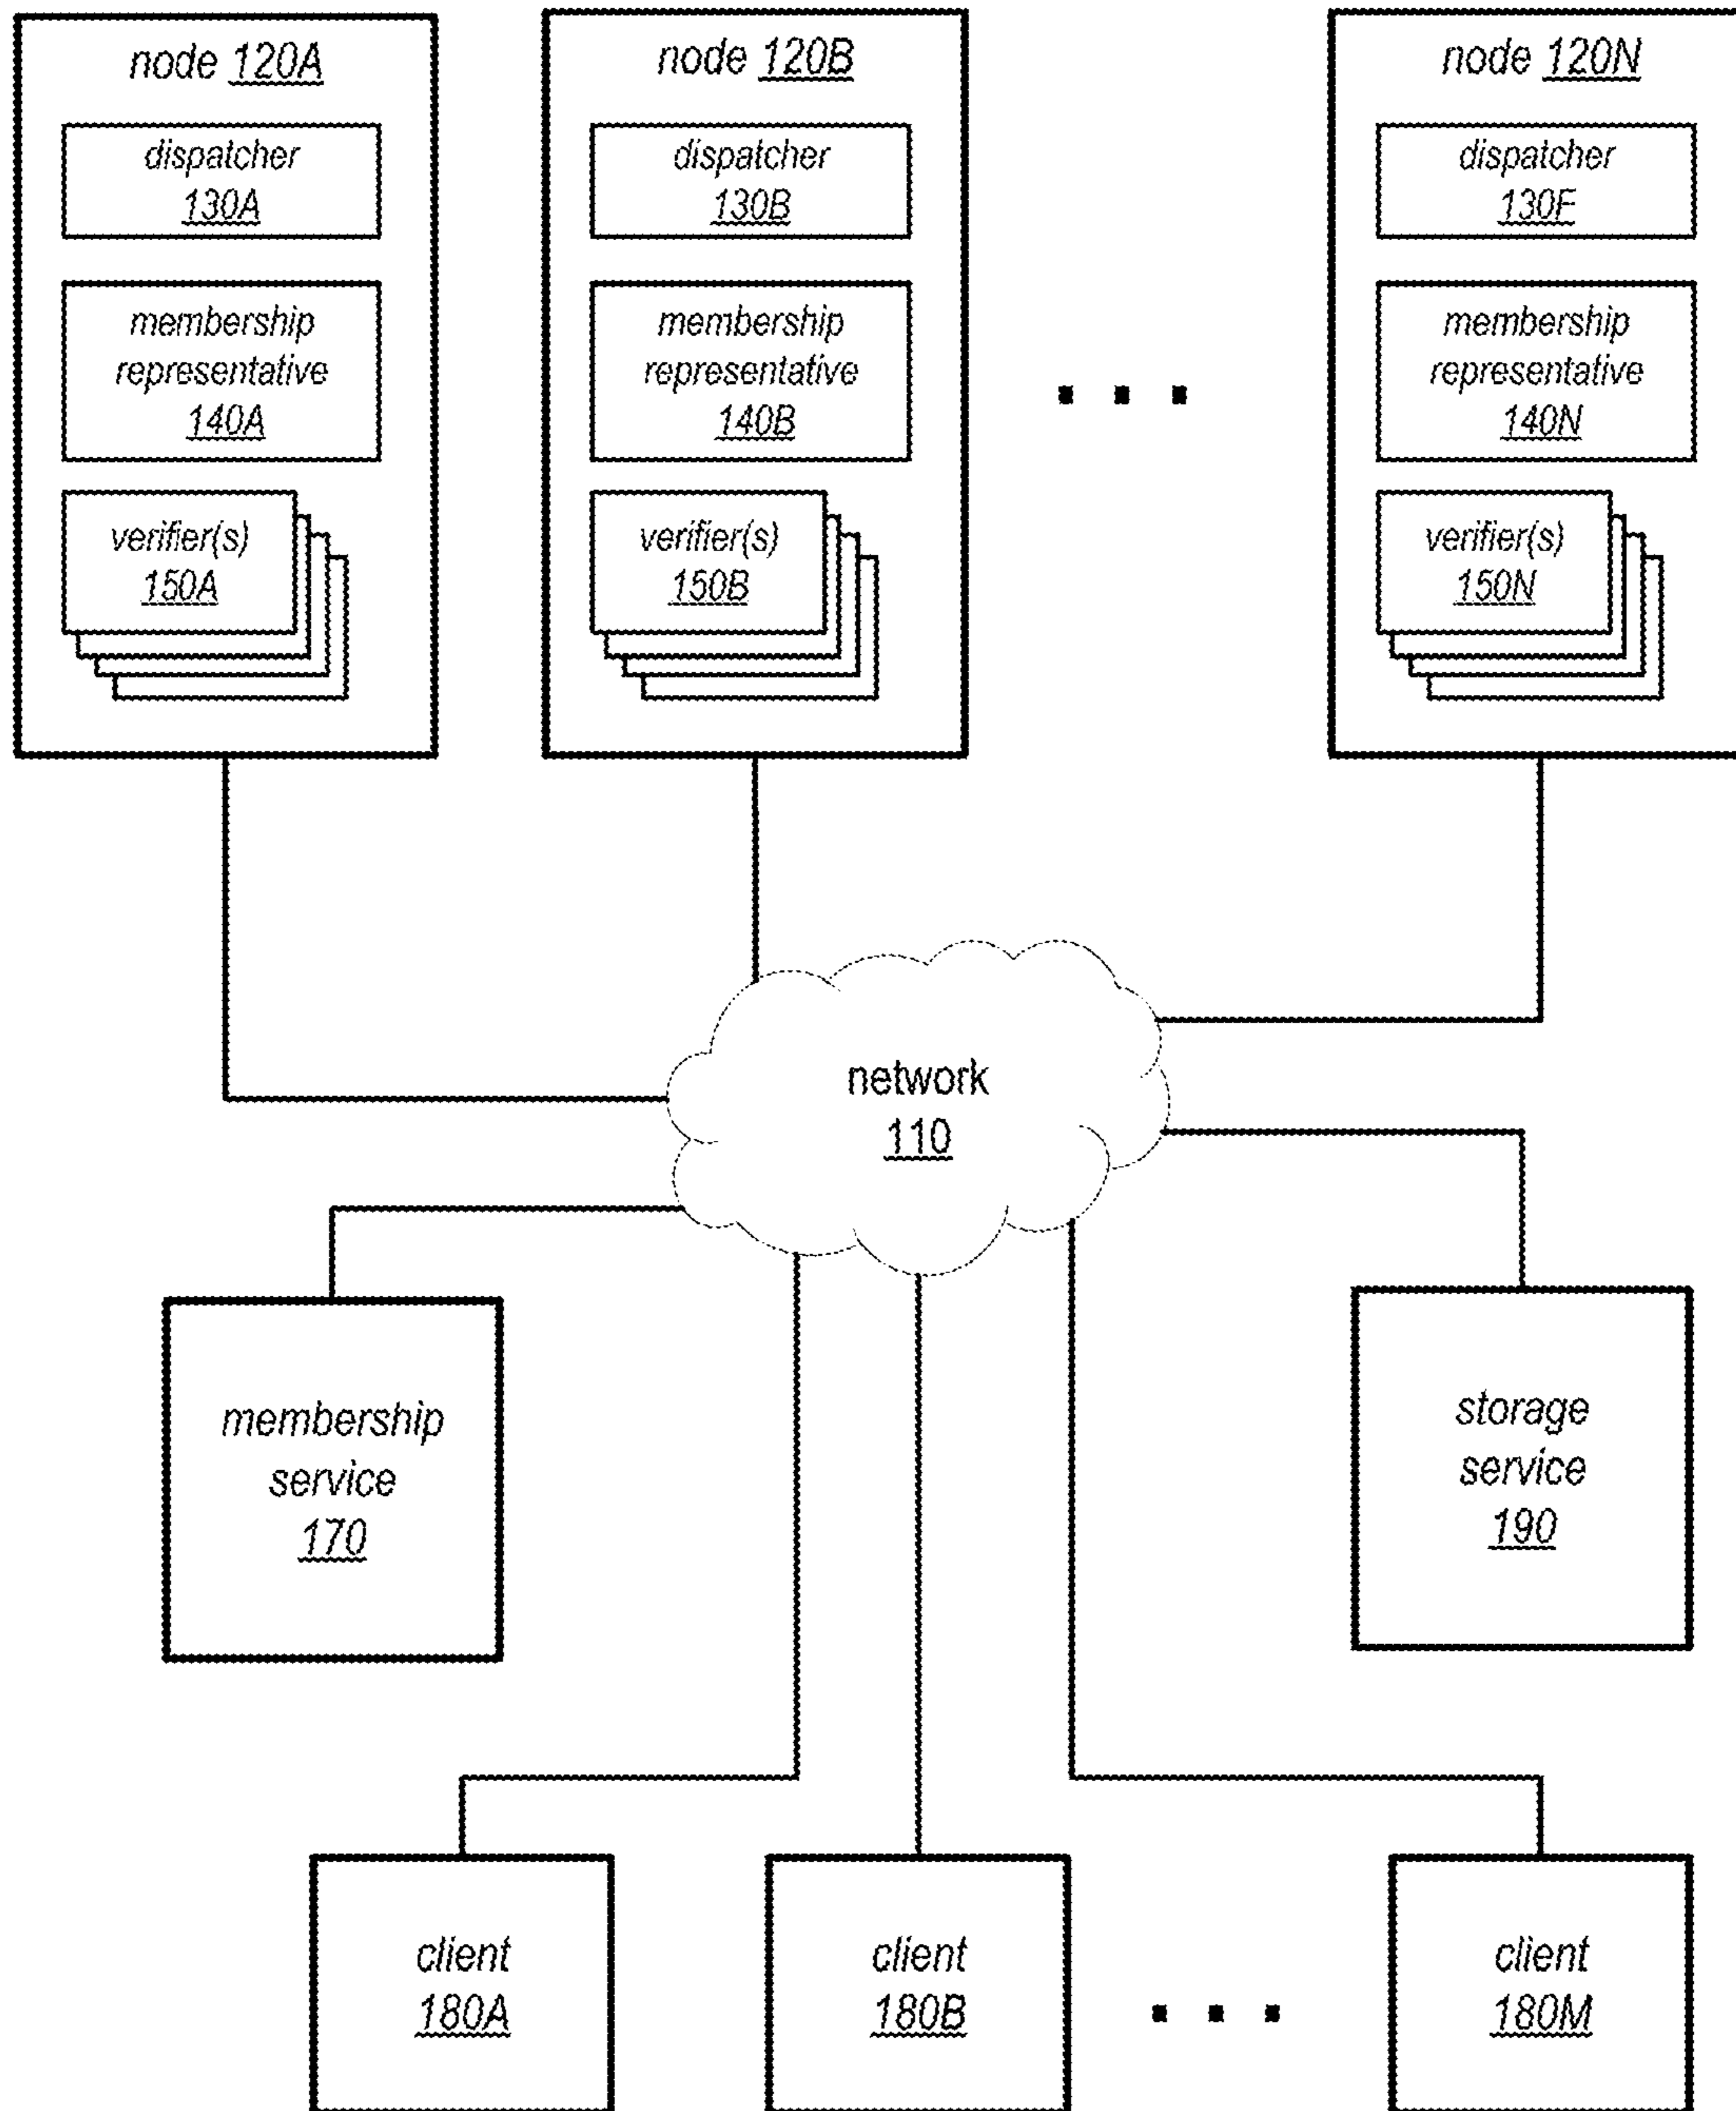 node 120A
dispatcher
130A
membership
representative
140A
verifier(s)
150A
node 120B
dispatcher
130B
membership
representative
140B
verifier(s)
150B
. . .
node 120N
dispatcher
130F
membership
representative
140N
verifier(s)
150N
network
110
membership
service
170
storage
service
190
client
180A
client
180B
. . .
client
180M